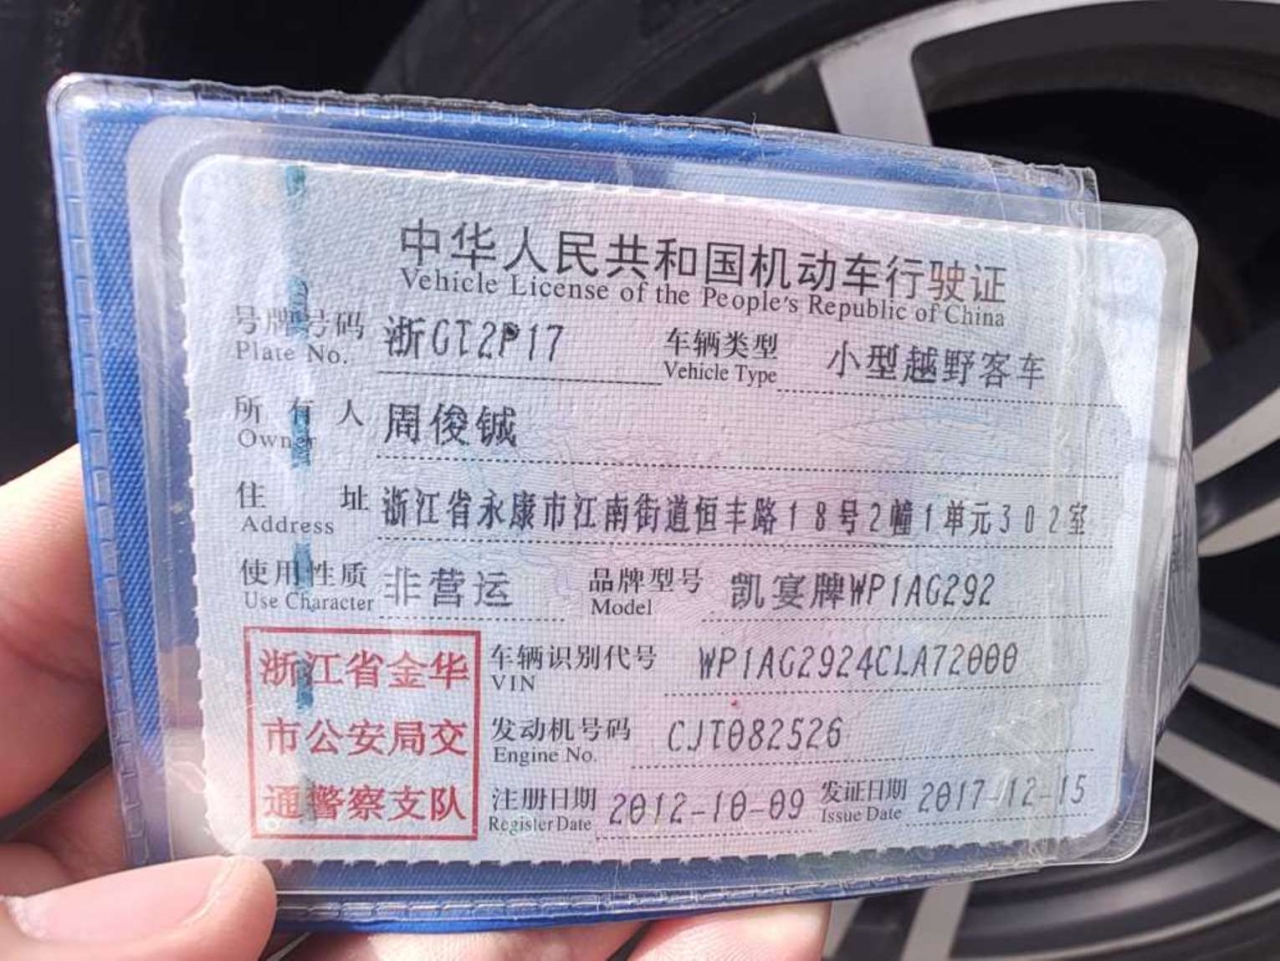 中华人民共和国机动车行驶证
Vehicle License of the People's Republic of China
号牌号码 浙GT2P17 车辆类型 小型越野客车
Plate No. Vehicle Type
所有人 周俊铖
Owner
住址 浙江省永康市江南街道恒丰路18号2幢1单元302室
Address
使用性质 非营运 品牌型号 凯宴牌WP1AG292
Use Character Model
浙江省金华
市公安局交
通警察支队
车辆识别代号 WP1AG2924CLA72000
VIN
发动机号码 CJT082526
Engine No.
注册日期 2012-10-09 发证日期 2017-12-15
Register Date Issue Date